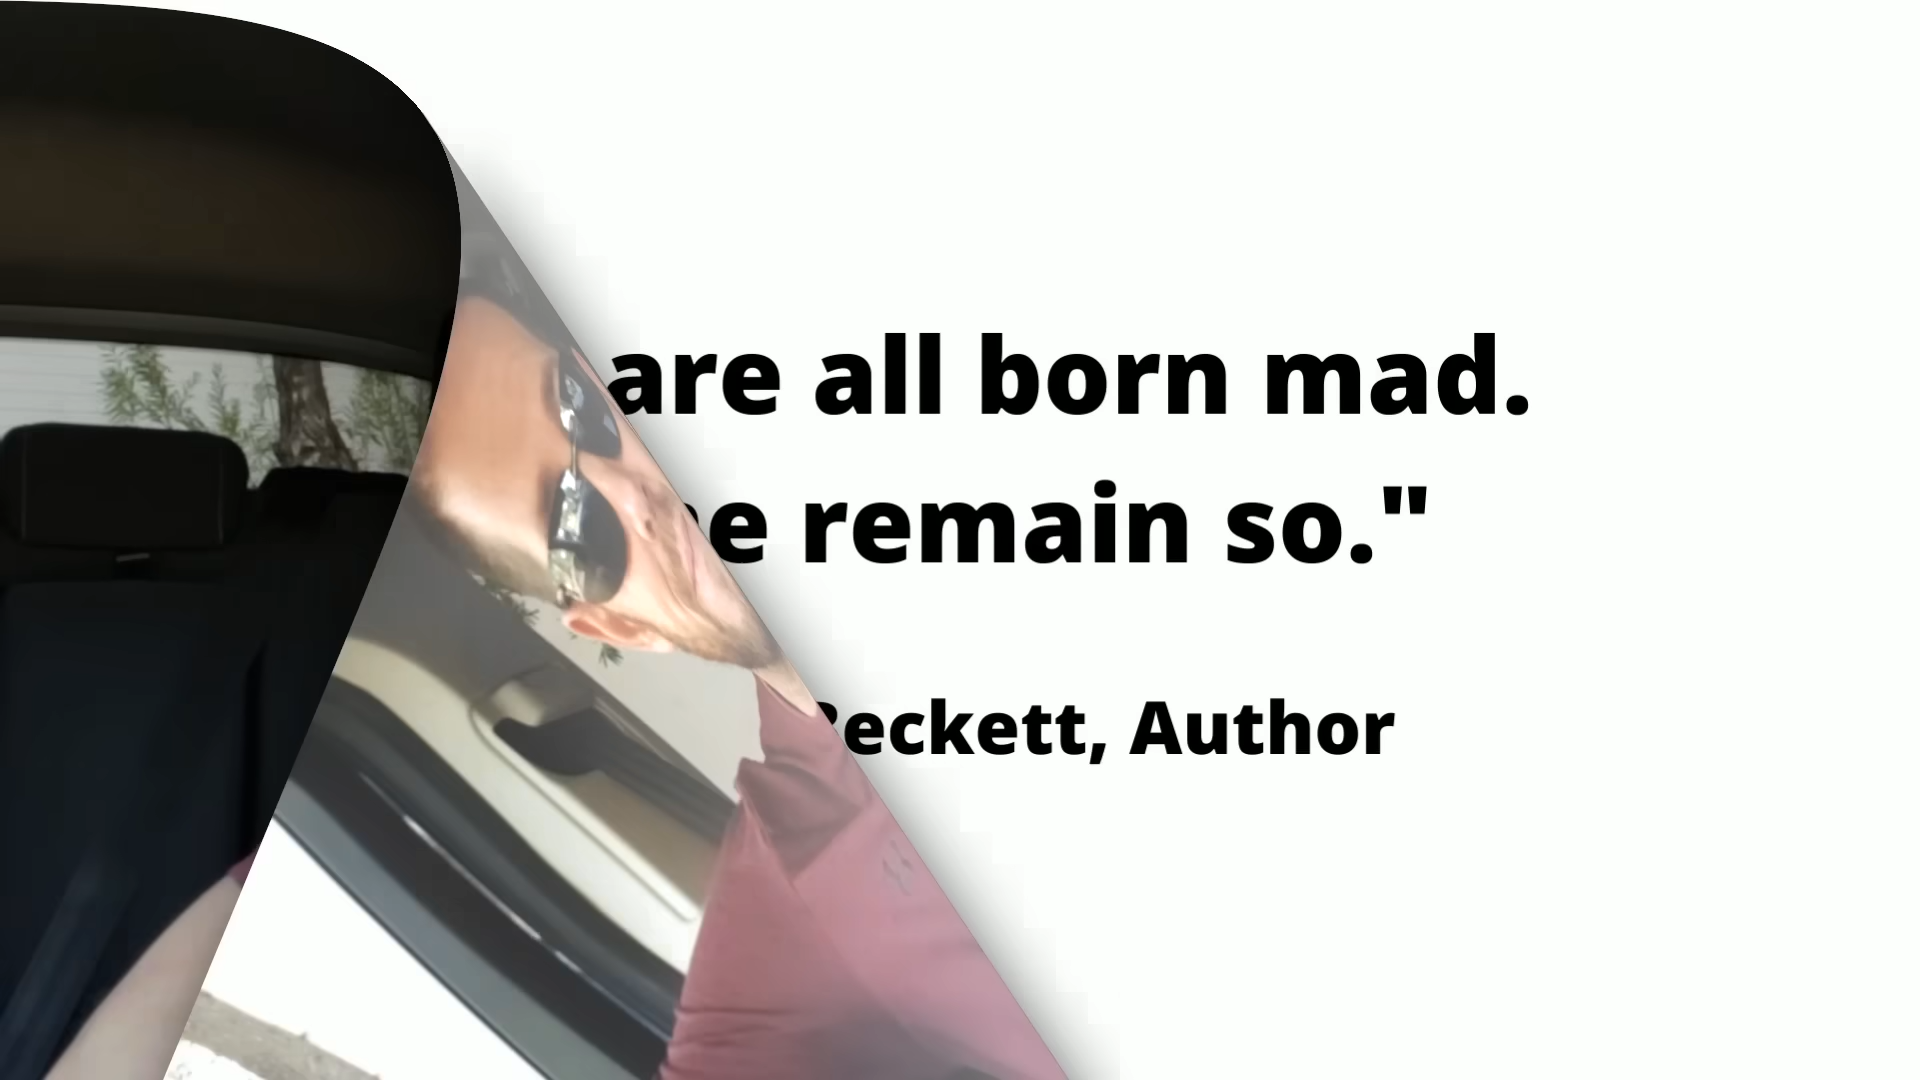 are all born mad.
remain so."
Beckett, Author